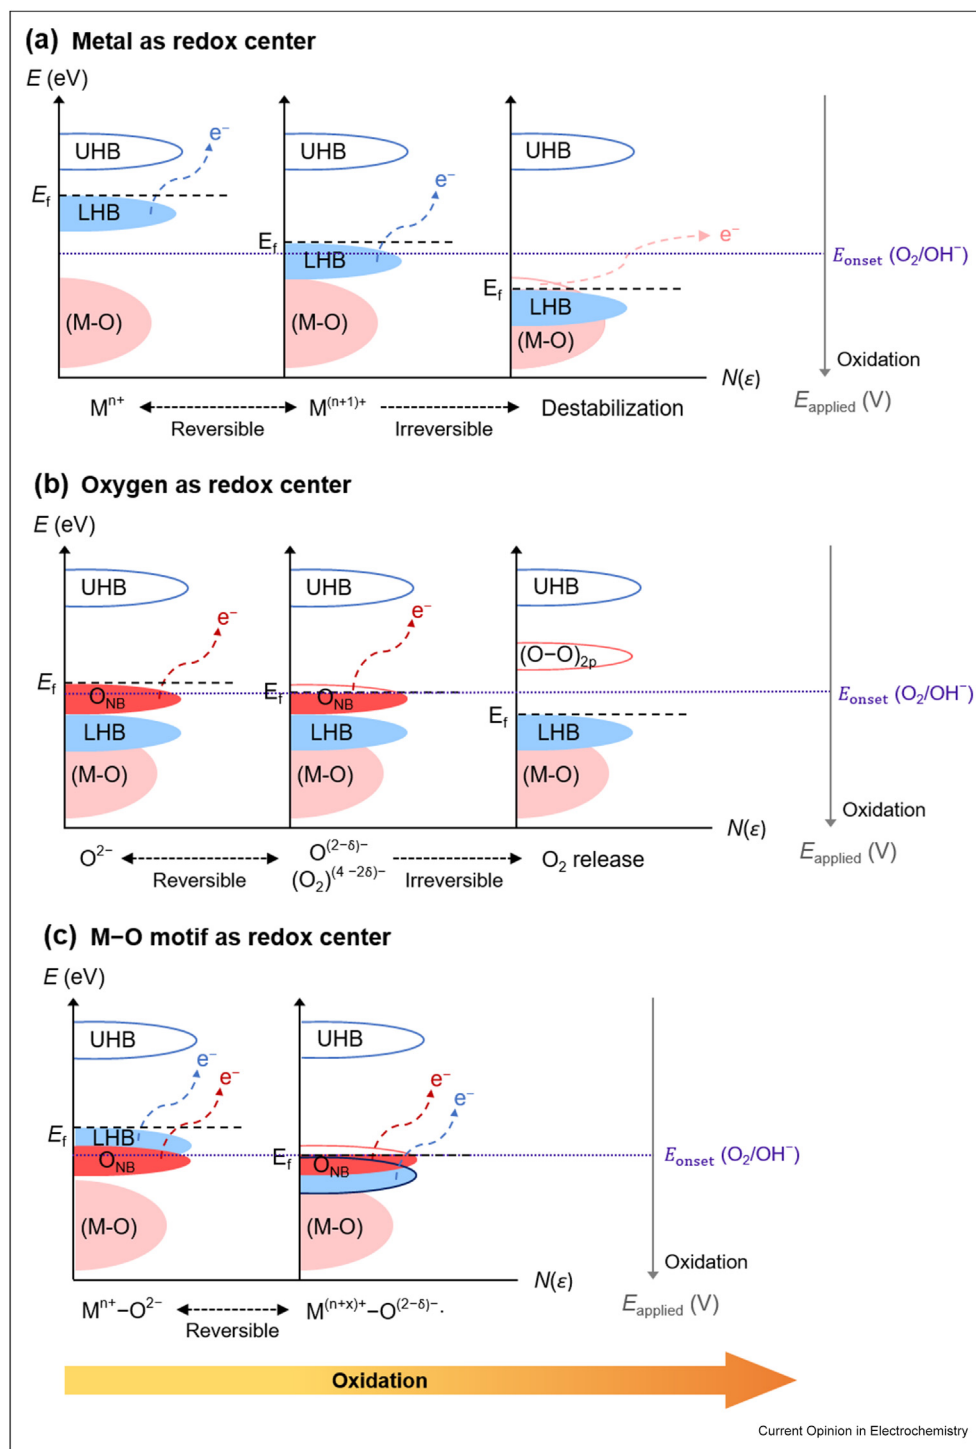 (a) Metal as redox center
E (eV)
UHB
e⁻
UHB
e⁻
UHB
E_f
LHB
E_f
LHB
e⁻
E_onset (O₂/OH⁻)
E_f
LHB
(M-O)
(M-O)
Oxidation
N(ε)
E_applied (V)
Mⁿ⁺
Reversible
M⁽ⁿ⁺¹⁾⁺
Irreversible
Destabilization
(b) Oxygen as redox center
E (eV)
UHB
e⁻
UHB
e⁻
UHB
(O−O)₂ₚ
E_f
O_NB
E_f
O_NB
E_onset (O₂/OH⁻)
E_f
LHB
LHB
LHB
(M-O)
(M-O)
(M-O)
Oxidation
N(ε)
E_applied (V)
O²⁻
Reversible
O^(2−δ)−
(O₂)^(4−2δ)−
Irreversible
O₂ release
(c) M−O motif as redox center
E (eV)
UHB
e⁻
e⁻
UHB
e⁻
e⁻
E_f
LHB
O_NB
E_f
O_NB
E_onset (O₂/OH⁻)
(M-O)
(M-O)
Oxidation
N(ε)
E_applied (V)
Mⁿ⁺−O²⁻
Reversible
M^(n+x)+−O^(2−δ)−·
Oxidation
Current Opinion in Electrochemistry